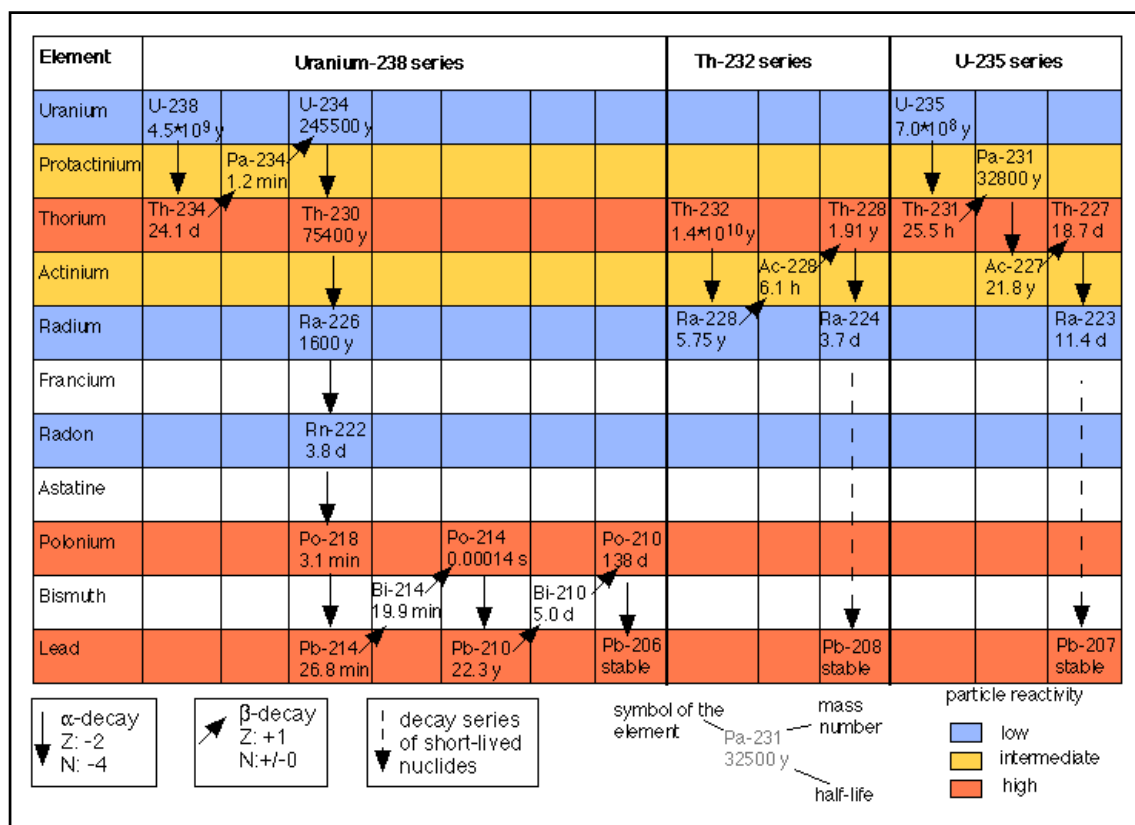 Element
Uranium-238 series
Th-232 series
U-235 series
Uranium
U-238
4.5*10⁹ y
U-234
245500 y
U-235
7.0*10⁸ y
Protactinium
Pa-234
1.2 min
Pa-231
32800 y
Thorium
Th-234
24.1 d
Th-230
75400 y
Th-232
1.4*10¹⁰ y
Th-228
1.91 y
Th-231
25.5 h
Th-227
18.7 d
Actinium
Ac-228
6.1 h
Ac-227
21.8 y
Radium
Ra-226
1600 y
Ra-228
5.75 y
Ra-224
3.7 d
Ra-223
11.4 d
Francium
Radon
Rn-222
3.8 d
Astatine
Polonium
Po-218
3.1 min
Po-214
0.00014 s
Po-210
138 d
Bismuth
Bi-214
19.9 min
Bi-210
5.0 d
Lead
Pb-214
26.8 min
Pb-210
22.3 y
Pb-206
stable
Pb-208
stable
Pb-207
stable
α-decay
Z: -2
N: -4
β-decay
Z: +1
N:+/-0
decay series
of short-lived
nuclides
symbol of the
element
mass
number
Pa-231
32500 y
half-life
particle reactivity
low
intermediate
high